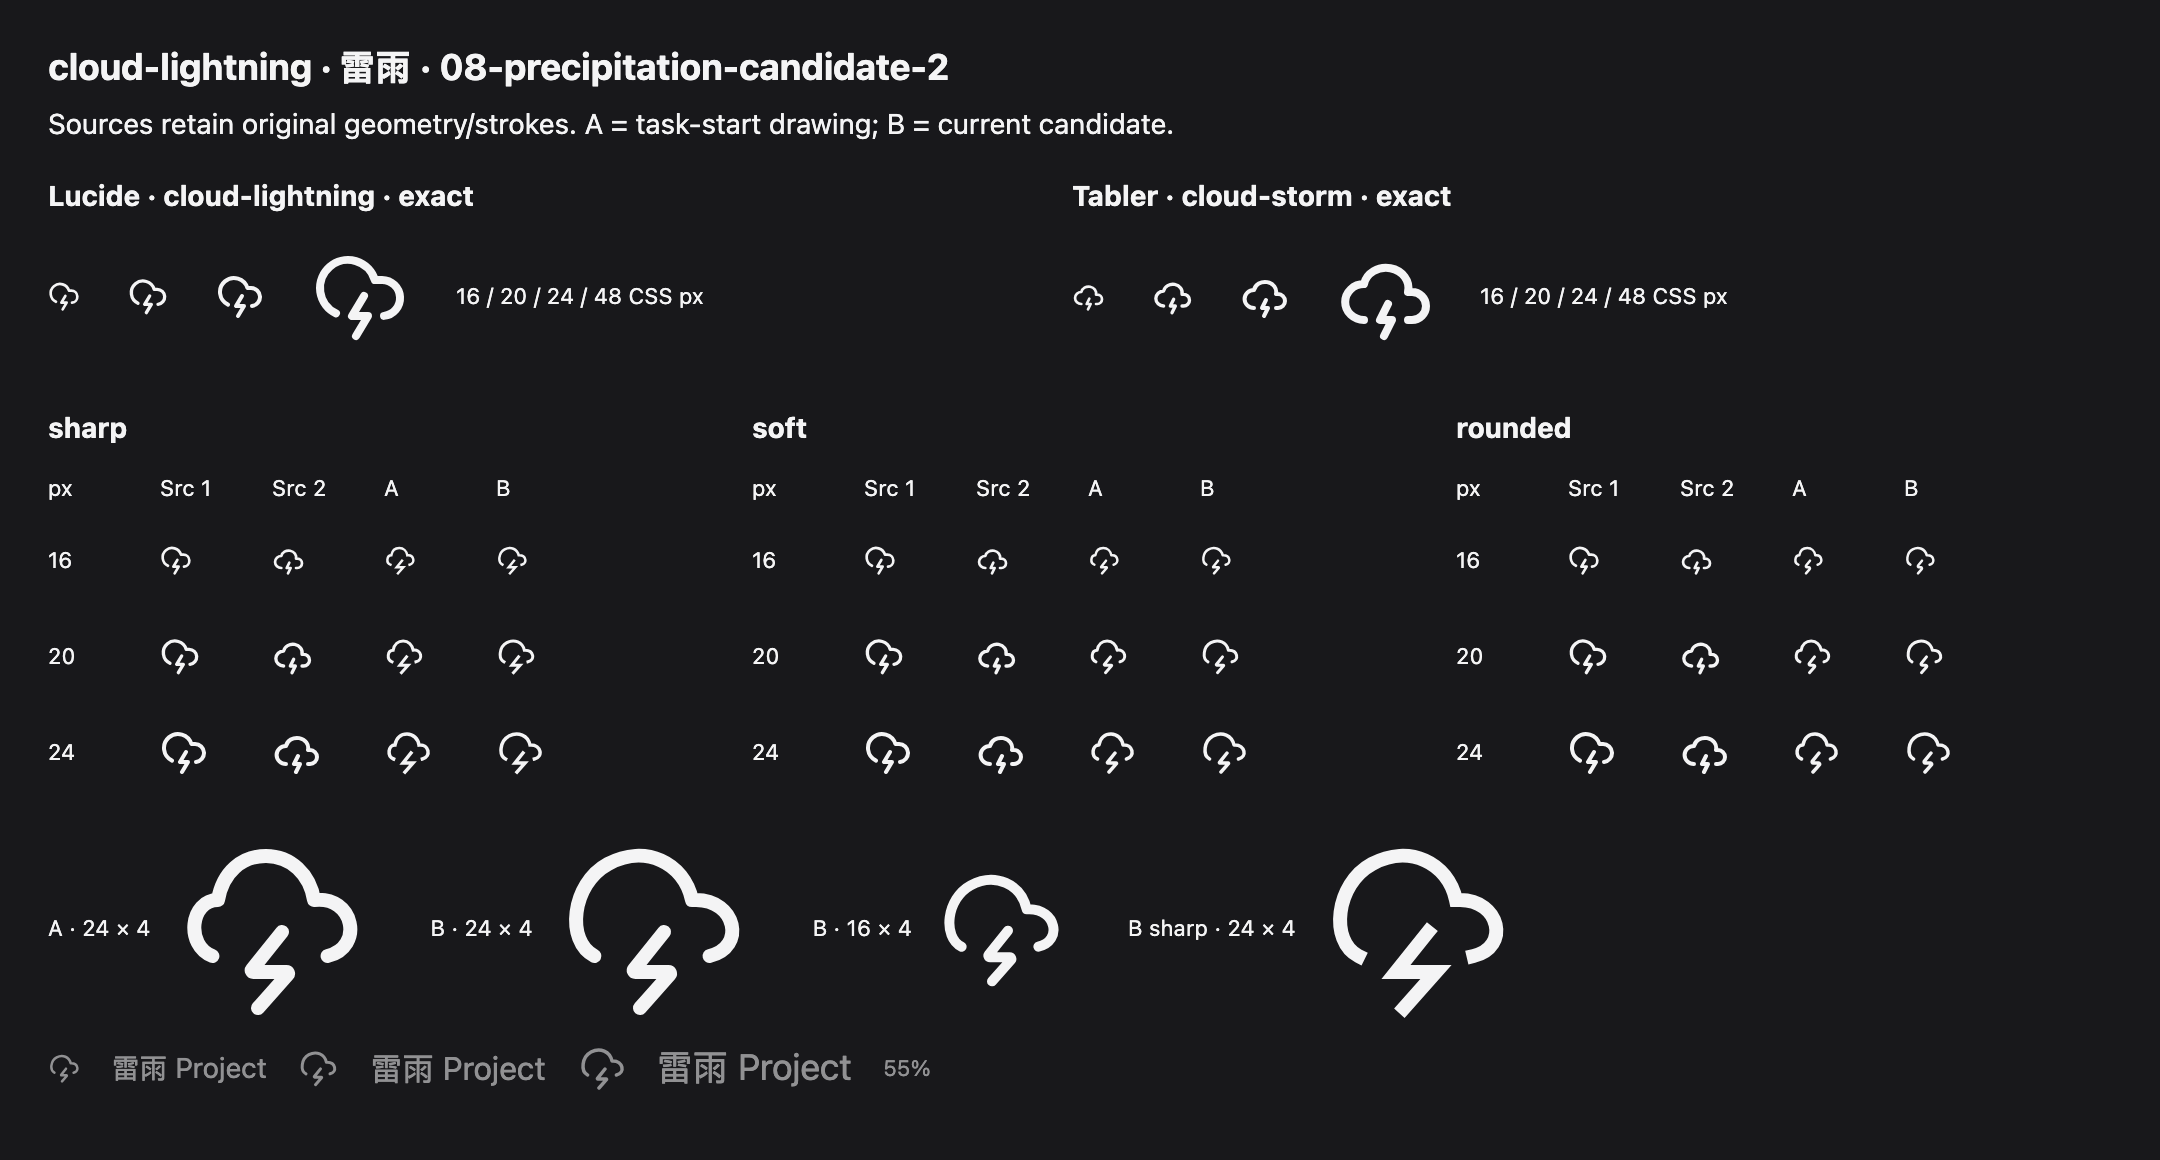 cloud-lightning · 雷雨 · 08-precipitation-candidate-2
Sources retain original geometry/strokes. A = task-start drawing; B = current candidate.
Lucide · cloud-lightning · exact
16 / 20 / 24 / 48 CSS px
Tabler · cloud-storm · exact
16 / 20 / 24 / 48 CSS px
sharp
px Src 1 Src 2 A B
16
20
24
soft
px Src 1 Src 2 A B
16
20
24
rounded
px Src 1 Src 2 A B
16
20
24
A · 24 × 4
B · 24 × 4
B · 16 × 4
B sharp · 24 × 4
雷雨 Project 雷雨 Project 雷雨 Project 55%